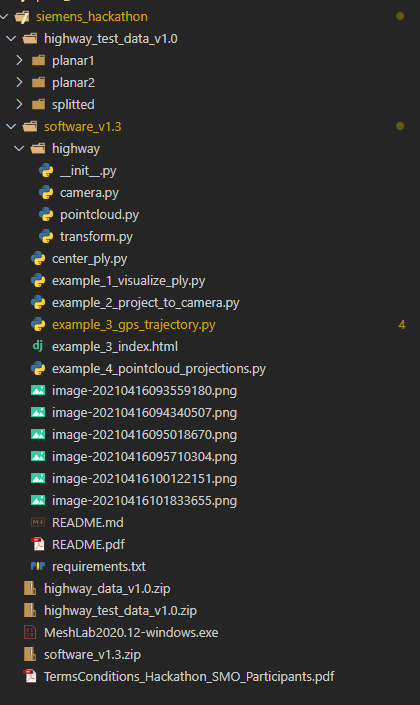 siemens_hackathon
highway_test_data_v1.0
planar1
planar2
splitted
software_v1.3
highway
__init__.py
camera.py
pointcloud.py
transform.py
center_ply.py
example_1_visualize_ply.py
example_2_project_to_camera.py
example_3_gps_trajectory.py 4
dj example_3_index.html
example_4_pointcloud_projections.py
image-20210416093559180.png
image-20210416094340507.png
image-20210416095018670.png
image-20210416095710304.png
image-20210416100122151.png
image-20210416101833655.png
README.md
README.pdf
requirements.txt
highway_data_v1.0.zip
highway_test_data_v1.0.zip
MeshLab2020.12-windows.exe
software_v1.3.zip
TermsConditions_Hackathon_SMO_Participants.pdf